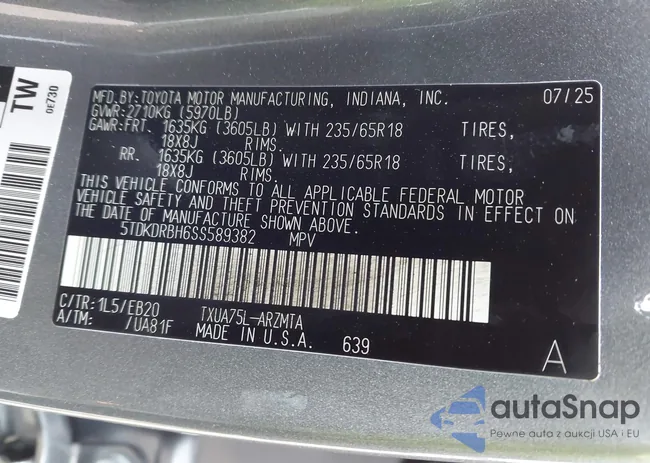 TW
0E730
MFD.BY:TOYOTA MOTOR MANUFACTURING, INDIANA, INC. 07/25
GVWR:2710KG (5970LB)
GAWR:FRT. 1635KG (3605LB) WITH 235/65R18 TIRES,
18X8J RIMS.
RR. 1635KG (3605LB) WITH 235/65R18 TIRES,
18X8J RIMS.
THIS VEHICLE CONFORMS TO ALL APPLICABLE FEDERAL MOTOR
VEHICLE SAFETY AND THEFT PREVENTION STANDARDS IN EFFECT ON
THE DATE OF MANUFACTURE SHOWN ABOVE.
5TDKDRBH6SS589382 MPV
C/TR:1L5/EB20 TXUA75L-ARZMTA
A/TM: /UA81F MADE IN U.S.A. 639 A
autaSnap
Pewne auta z aukcji USA i EU